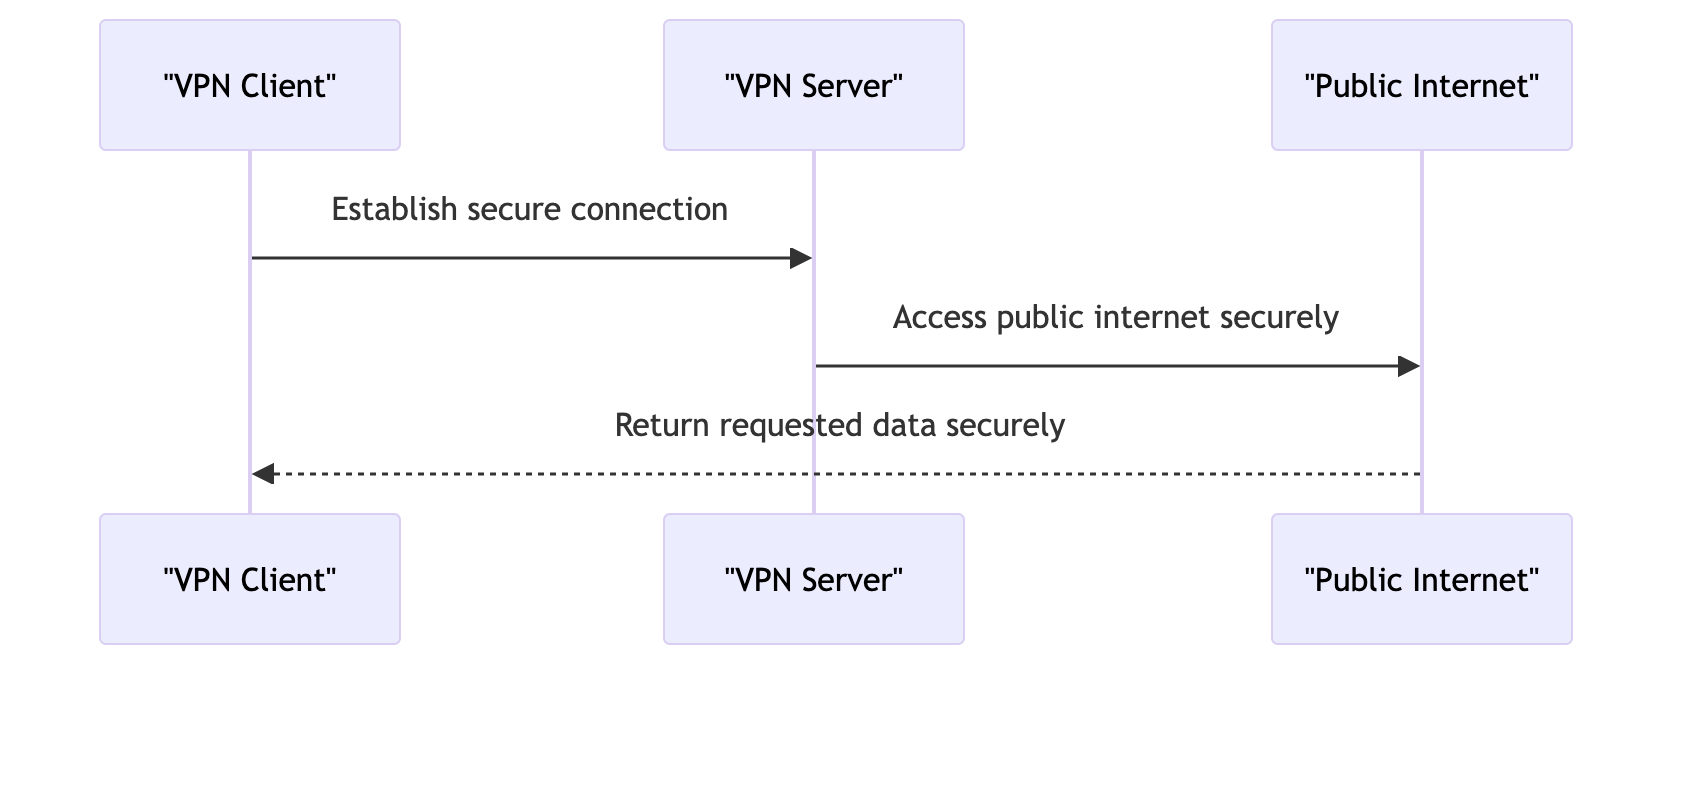 "VPN Client"
"VPN Server"
"Public Internet"
Establish secure connection
Access public internet securely
Return requested data securely
"VPN Client"
"VPN Server"
"Public Internet"